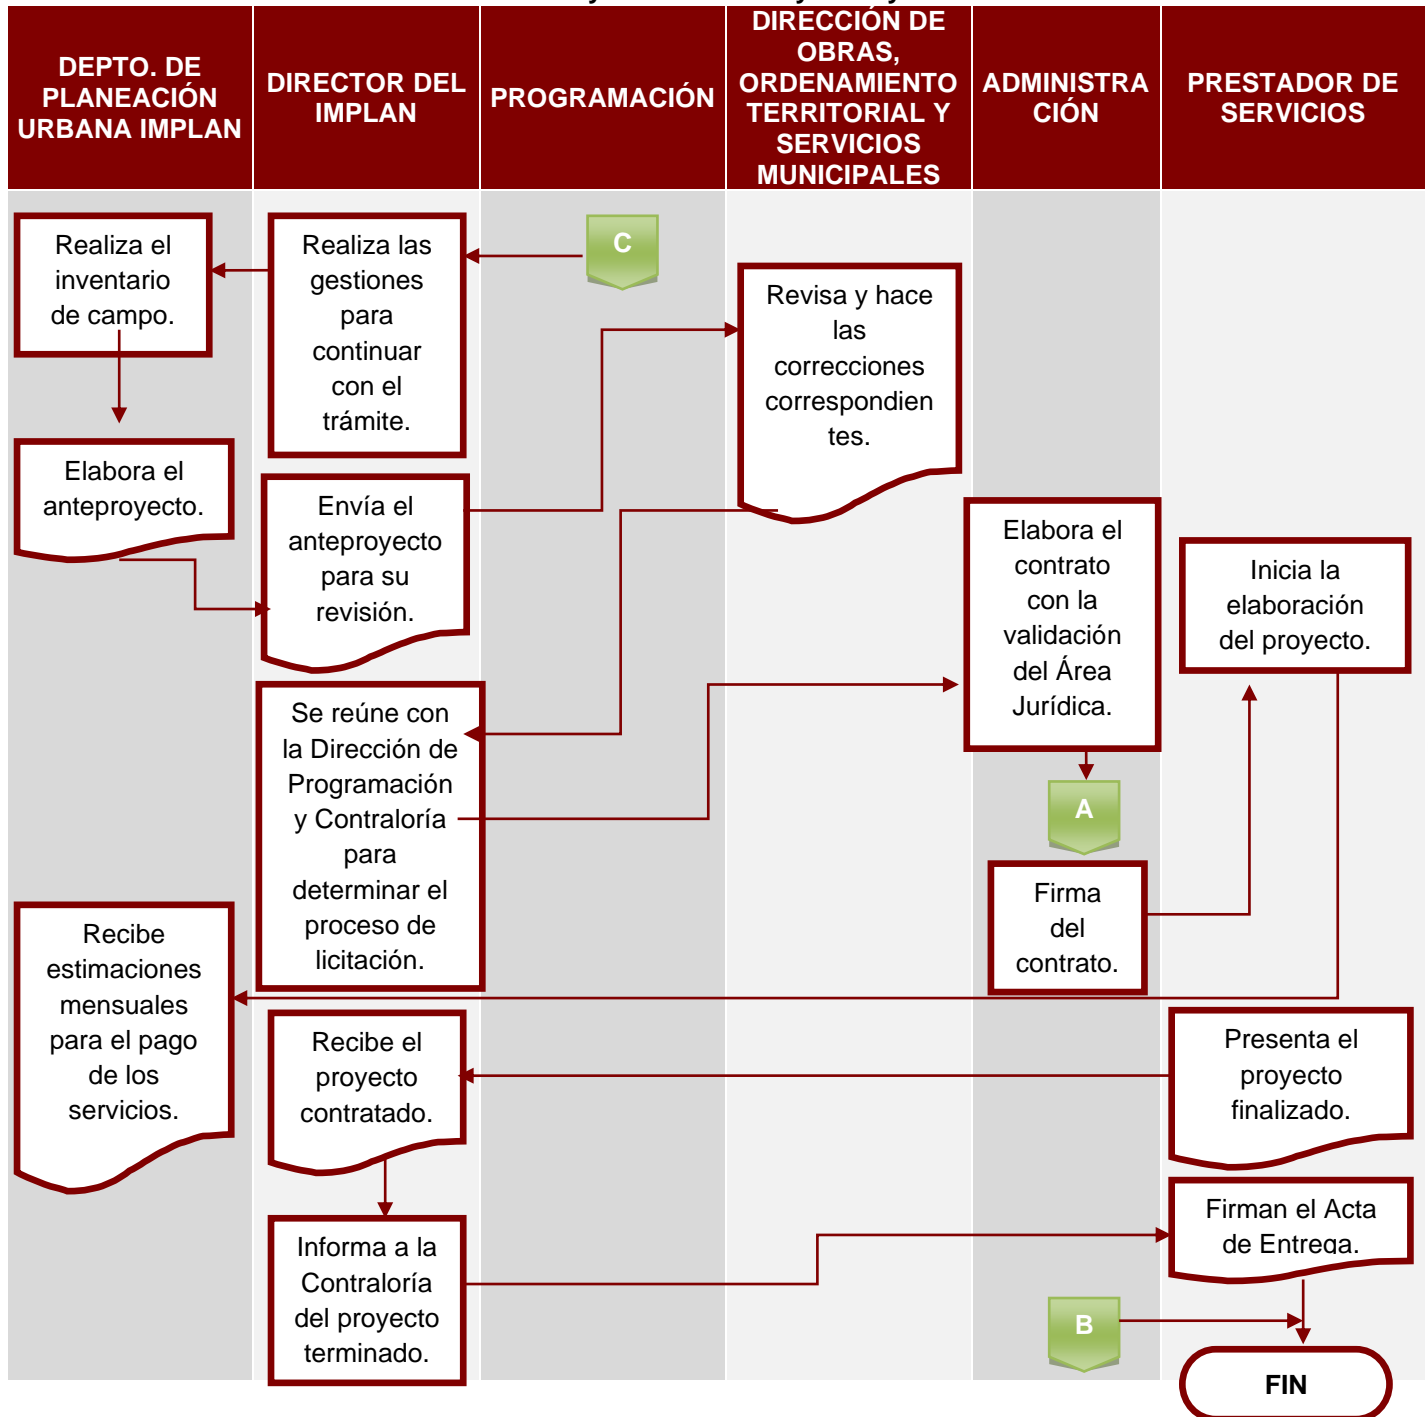 DEPTO. DE
PLANEACIÓN
URBANA IMPLAN
DIRECTOR DEL
IMPLAN
PROGRAMACIÓN
DIRECCIÓN DE
OBRAS,
ORDENAMIENTO
TERRITORIAL Y
SERVICIOS
MUNICIPALES
ADMINISTRA
CIÓN
PRESTADOR DE
SERVICIOS
Realiza el
inventario
de campo.
Realiza las
gestiones
para
continuar
con el
trámite.
C
Revisa y hace
las
correcciones
correspondien
tes.
Elabora el
anteproyecto.
Envía el
anteproyecto
para su
revisión.
Elabora el
contrato
con la
validación
del Área
Jurídica.
Inicia la
elaboración
del proyecto.
Se reúne con
la Dirección de
Programación
y Contraloría
para
determinar el
proceso de
licitación.
A
Firma
del
contrato.
Recibe
estimaciones
mensuales
para el pago
de los
servicios.
Recibe el
proyecto
contratado.
Presenta el
proyecto
finalizado.
Informa a la
Contraloría
del proyecto
terminado.
Firman el Acta
de Entrega.
B
FIN